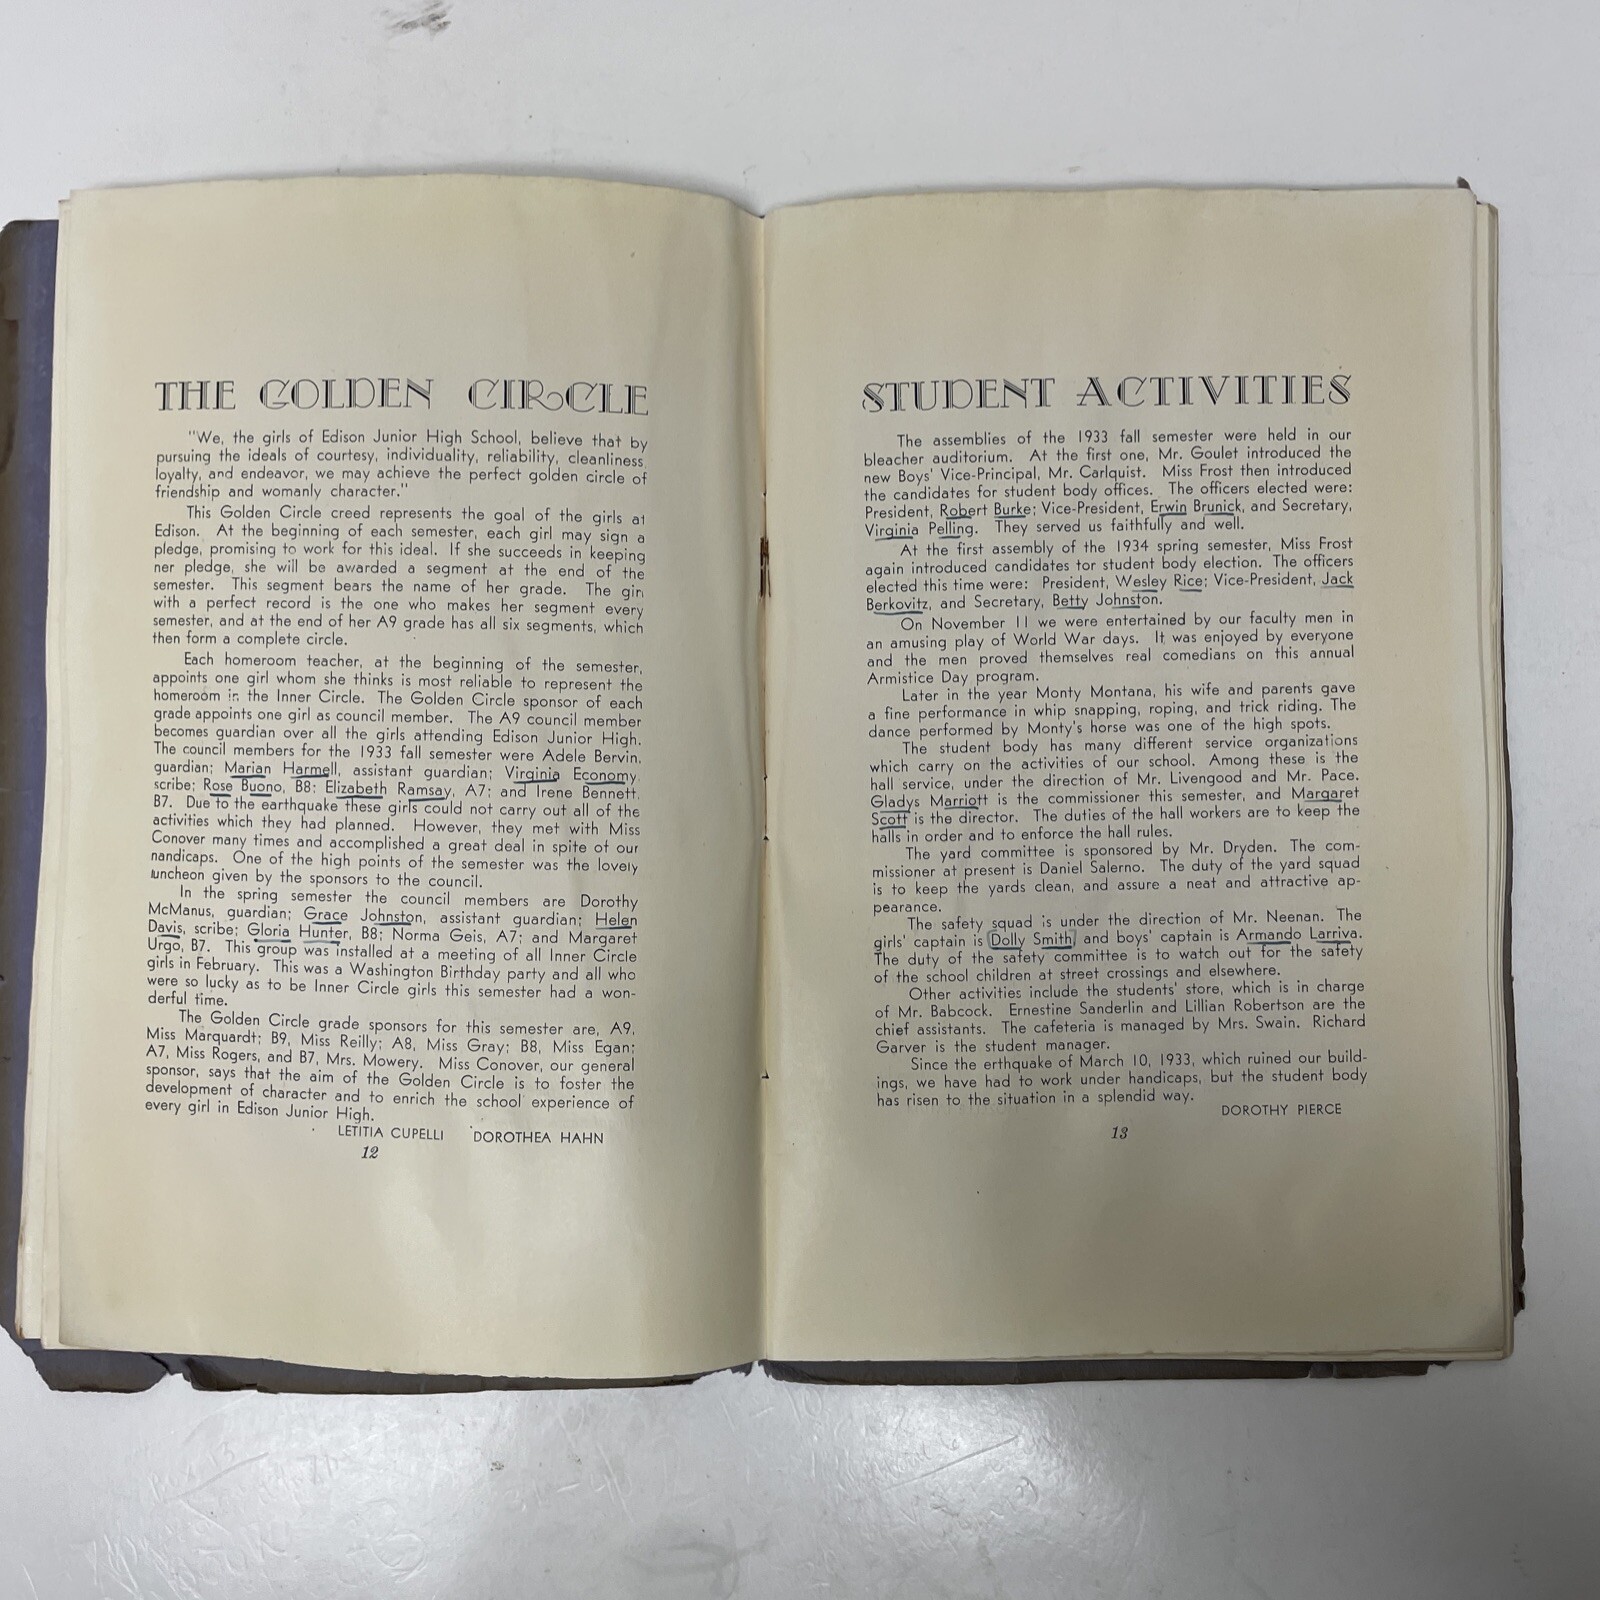 THE GOLDEN CIRCLE
"We, the girls of Edison Junior High School, believe that by
pursuing the ideals of courtesy, individuality, reliability, cleanliness,
loyalty, and endeavor, we may achieve the perfect golden circle of
friendship and womanly character."
This Golden Circle creed represents the goal of the girls at
Edison. At the beginning of each semester, each girl may sign a
pledge, promising to work for this ideal. If she succeeds in keeping
her pledge, she will be awarded a segment at the end of the
semester. This segment bears the name of her grade. The girl
with a perfect record is the one who makes her segment every
semester, and at the end of her A9 grade has all six segments, which
then form a complete circle.
Each homeroom teacher, at the beginning of the semester,
appoints one girl whom she thinks is most reliable to represent the
homeroom in the Inner Circle. The Golden Circle sponsor of each
grade appoints one girl as council member. The A9 council member
becomes guardian over all the girls attending Edison Junior High.
The council members for the 1933 fall semester were Adele Bervin,
guardian; Marian Harmell, assistant guardian; Virginia Economy,
scribe; Rose Buono, B8; Elizabeth Ramsay, A7; and Irene Bennett,
B7. Due to the earthquake these girls could not carry out all of the
activities which they had planned. However, they met with Miss
Conover many times and accomplished a great deal in spite of our
handicaps. One of the high points of the semester was the lovely
luncheon given by the sponsors to the council.
In the spring semester the council members are Dorothy
McManus, guardian; Grace Johnston, assistant guardian; Helen
Davis, scribe; Gloria Hunter, B8; Norma Geis, A7; and Margaret
Urgo, B7. This group was installed at a meeting of all Inner Circle
girls in February. This was a Washington Birthday party and all who
were so lucky as to be Inner Circle girls this semester had a won-
derful time.
The Golden Circle grade sponsors for this semester are, A9,
Miss Marquardt; B9, Miss Reilly; A8, Miss Gray; B8, Miss Egan;
A7, Miss Rogers, and B7, Mrs. Mowery. Miss Conover, our general
sponsor, says that the aim of the Golden Circle is to foster the
development of character and to enrich the school experience of
every girl in Edison Junior High.
LETITIA CUPELLI DOROTHEA HAHN
12
STUDENT ACTIVITIES
The assemblies of the 1933 fall semester were held in our
bleacher auditorium. At the first one, Mr. Goulet introduced the
new Boys' Vice-Principal, Mr. Carlquist. Miss Frost then introduced
the candidates for student body offices. The officers elected were:
President, Robert Burke; Vice-President, Erwin Brunick, and Secretary,
Virginia Pelling. They served us faithfully and well.
At the first assembly of the 1934 spring semester, Miss Frost
again introduced candidates for student body election. The officers
elected this time were: President, Wesley Rice; Vice-President, Jack
Berkovitz, and Secretary, Betty Johnston.
On November 11 we were entertained by our faculty men in
an amusing play of World War days. It was enjoyed by everyone
and the men proved themselves real comedians on this annual
Armistice Day program.
Later in the year Monty Montana, his wife and parents gave
a fine performance in whip snapping, roping, and trick riding. The
dance performed by Monty's horse was one of the high spots.
The student body has many different service organizations
which carry on the activities of our school. Among these is the
hall service, under the direction of Mr. Livengood and Mr. Pace.
Gladys Marriott is the commissioner this semester, and Margaret
Scott is the director. The duties of the hall workers are to keep the
halls in order and to enforce the hall rules.
The yard committee is sponsored by Mr. Dryden. The com-
missioner at present is Daniel Salerno. The duty of the yard squad
is to keep the yards clean, and assure a neat and attractive ap-
pearance.
The safety squad is under the direction of Mr. Neenan. The
girls' captain is Dolly Smith and boys' captain is Armando Larriva.
The duty of the safety committee is to watch out for the safety
of the school children at street crossings and elsewhere.
Other activities include the students' store, which is in charge
of Mr. Babcock. Ernestine Sanderlin and Lillian Robertson are the
chief assistants. The cafeteria is managed by Mrs. Swain. Richard
Garver is the student manager.
Since the erthquake of March 10, 1933, which ruined our build-
ings, we have had to work under handicaps, but the student body
has risen to the situation in a splendid way.
DOROTHY PIERCE
13